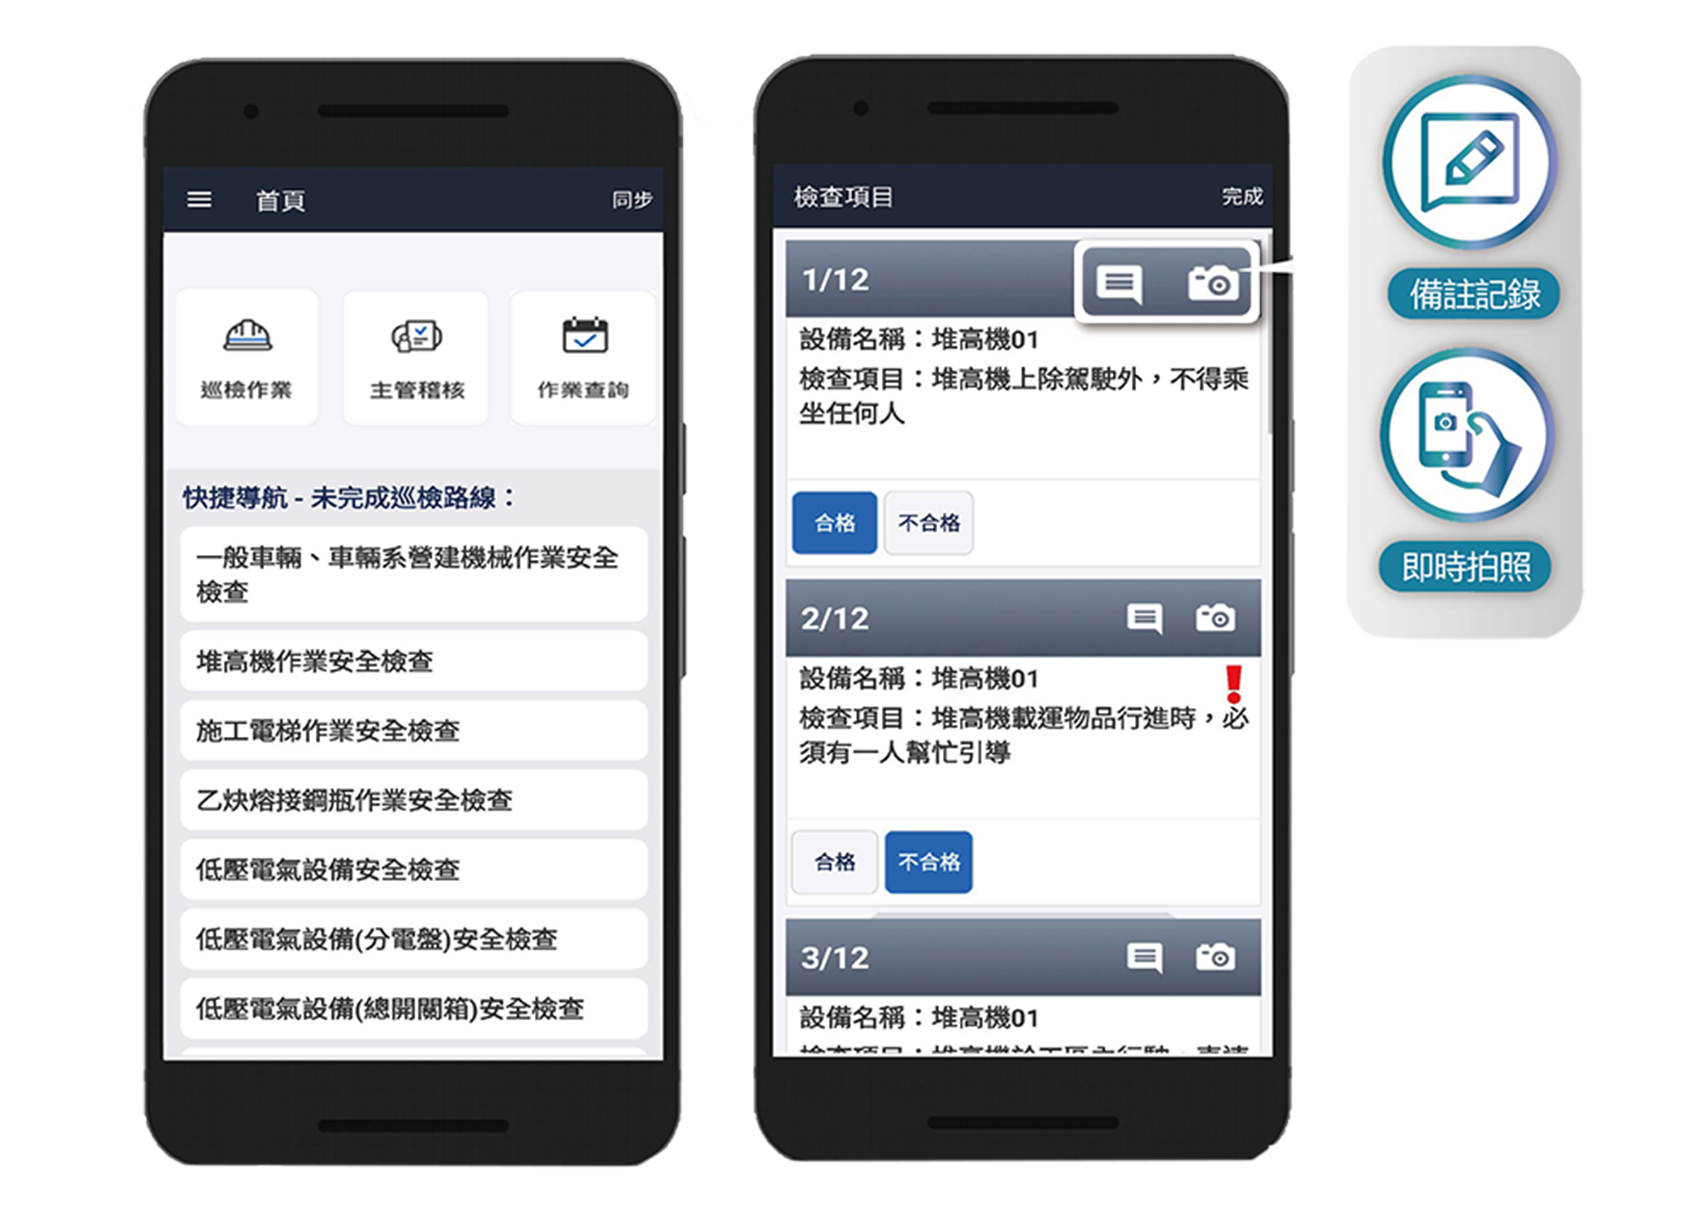 首頁
同步
巡檢作業
主管稽核
作業查詢
快捷導航 - 未完成巡檢路線：
一般車輛、車輛系營建機械作業安全
檢查
堆高機作業安全檢查
施工電梯作業安全檢查
乙炔熔接鋼瓶作業安全檢查
低壓電氣設備安全檢查
低壓電氣設備(分電盤)安全檢查
低壓電氣設備(總開關箱)安全檢查
檢查項目
完成
1/12
設備名稱：堆高機01
檢查項目：堆高機上除駕駛外，不得乘
坐任何人
合格
不合格
2/12
設備名稱：堆高機01
檢查項目：堆高機載運物品行進時，必
須有一人幫忙引導
合格
不合格
3/12
設備名稱：堆高機01
備註記錄
即時拍照